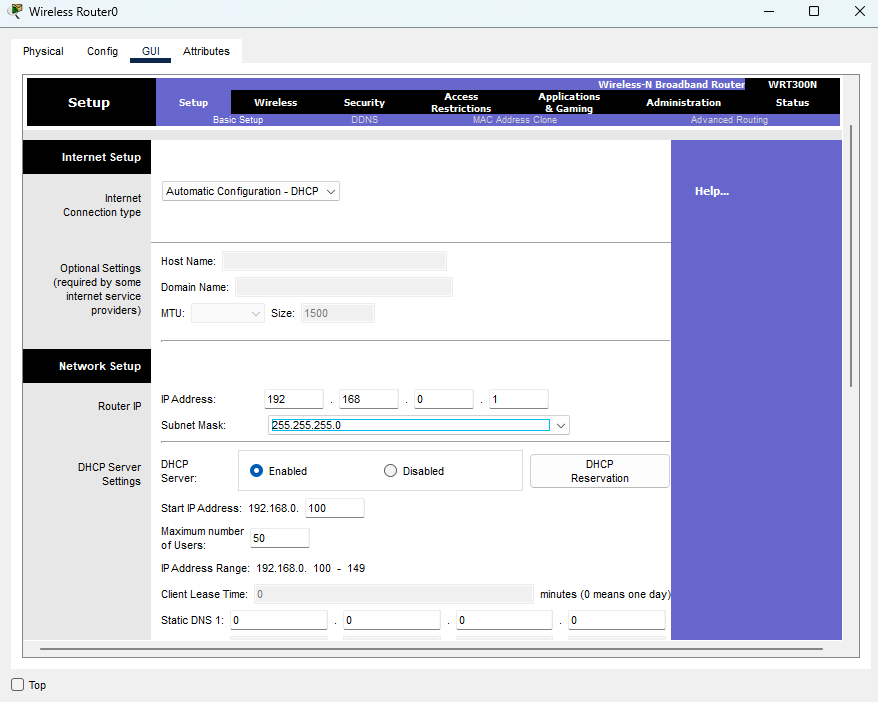 Wireless Router0
Physical Config GUI Attributes
Wireless-N Broadband Router WRT300N
Setup
Setup Wireless Security Access Restrictions Applications & Gaming Administration Status
Basic Setup DDNS MAC Address Clone Advanced Routing
Internet Setup
Internet
Connection type
Automatic Configuration - DHCP
Help...
Optional Settings
(required by some
internet service
providers)
Host Name:
Domain Name:
MTU: Size: 1500
Network Setup
Router IP
IP Address: 192 . 168 . 0 . 1
Subnet Mask: 255.255.255.0
DHCP Server
Settings
DHCP
Server:
Enabled Disabled
DHCP
Reservation
Start IP Address: 192.168.0. 100
Maximum number
of Users:
50
IP Address Range: 192.168.0. 100 - 149
Client Lease Time: 0 minutes (0 means one day)
Static DNS 1: 0 . 0 . 0 . 0
Top